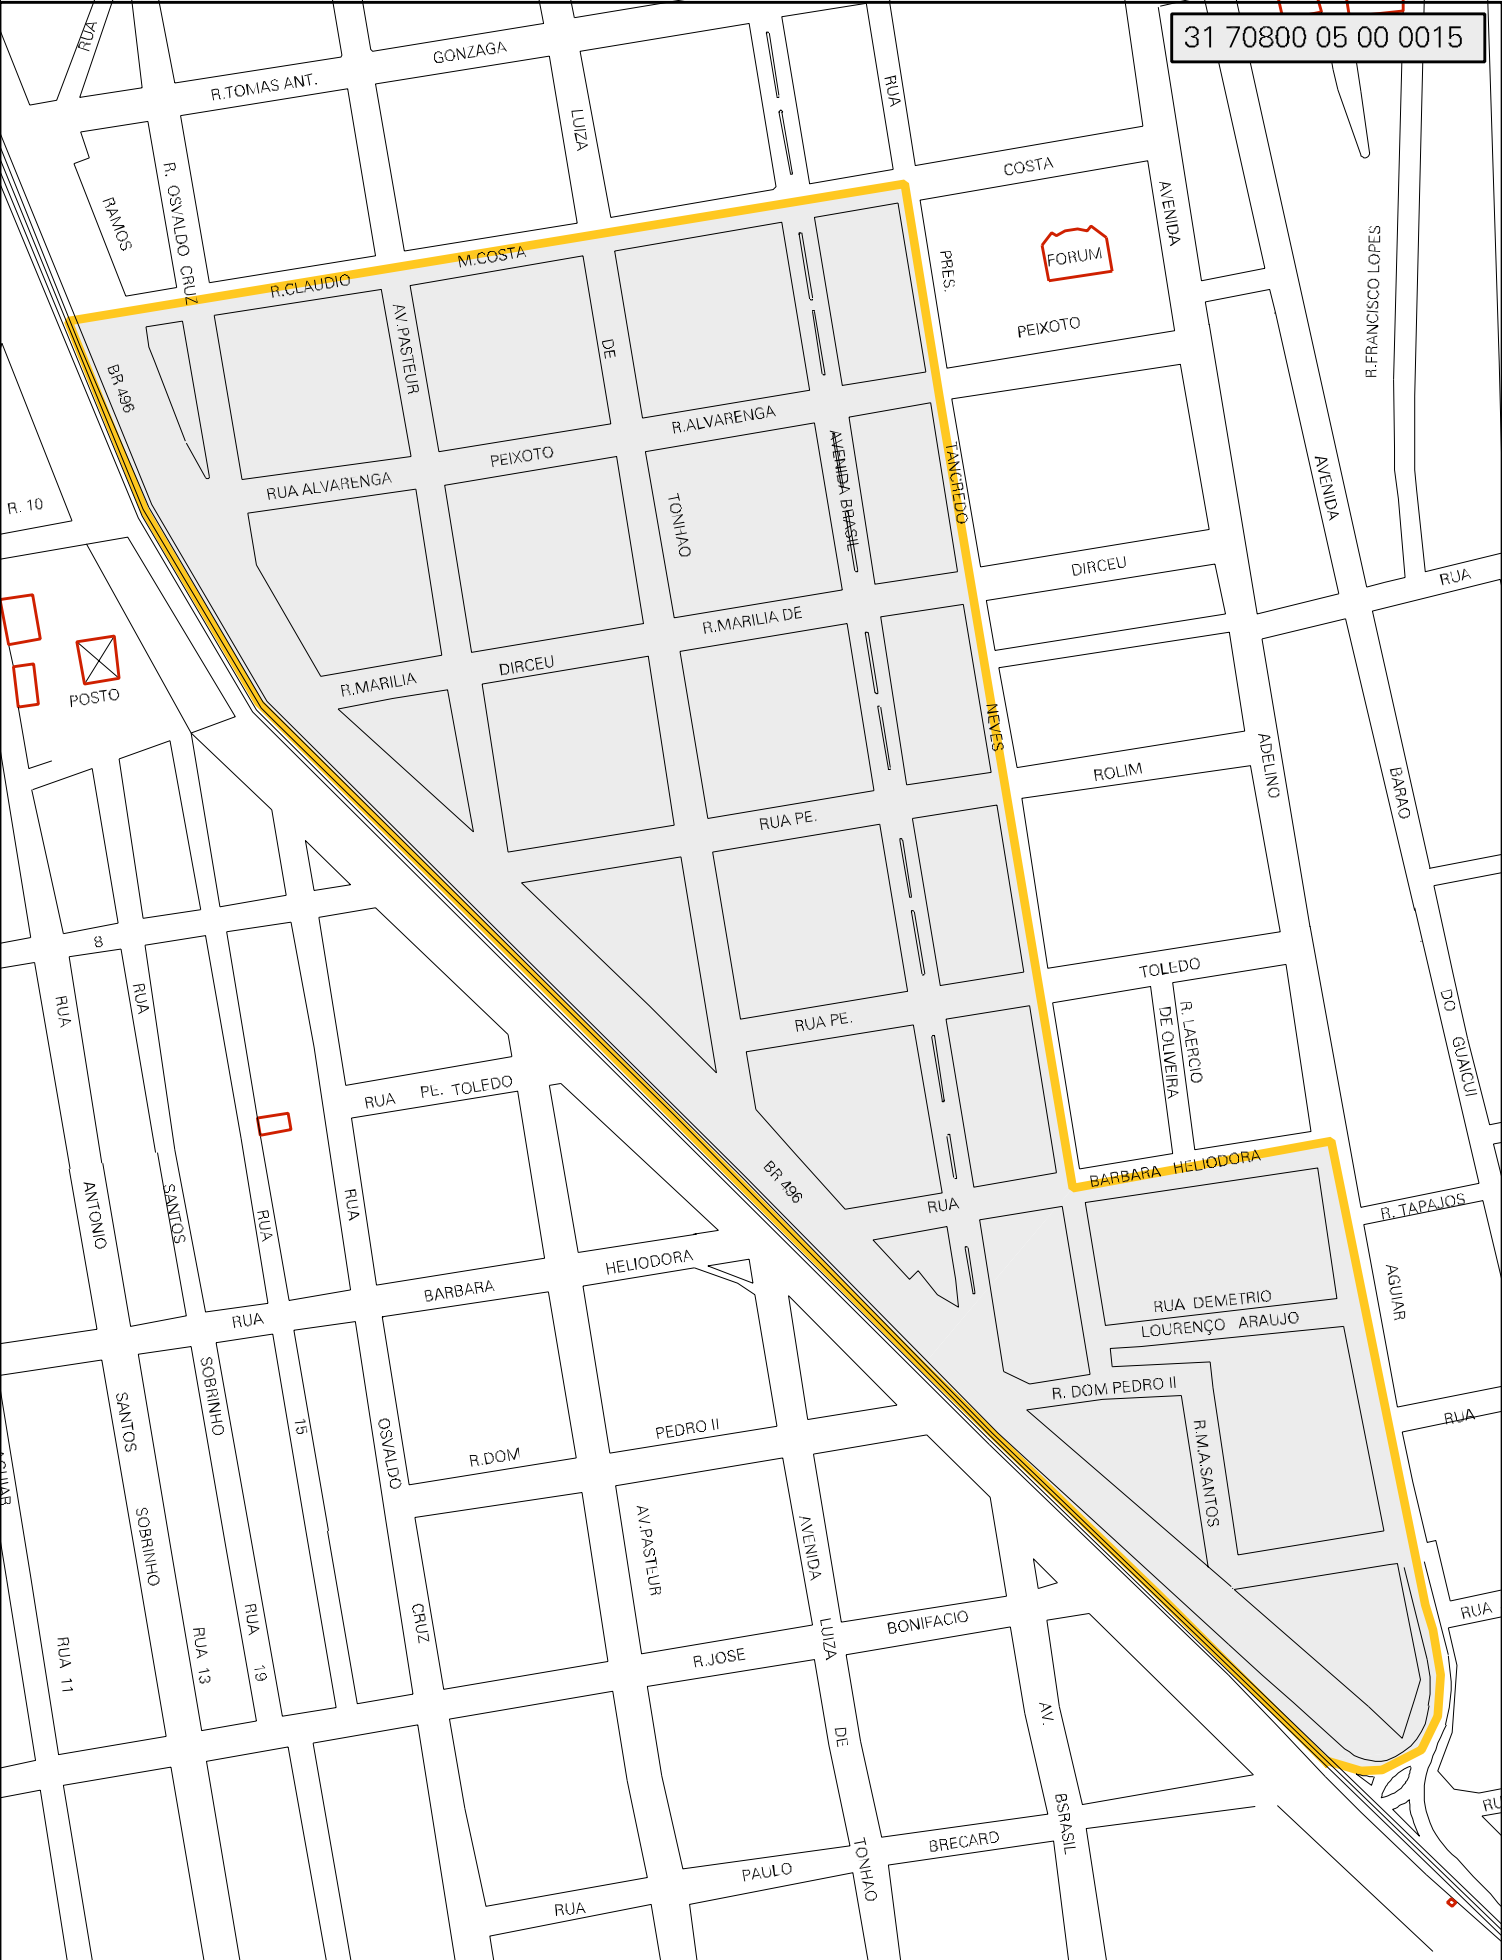 31 70800 05 00 0015
RUA
GONZAGA
R.TOMAS ANT.
LUIZA
RUA
COSTA
R. OSVALDO CRUZ
RAMOS
AVENIDA
FORUM
PRES.
M.COSTA
R.CLAUDIO
R.FRANCISCO LOPES
PEIXOTO
AV.PASTEUR
DE
BR 496
R.ALVARENGA
PEIXOTO
RUA ALVARENGA
AVENIDA BRASIL
TANCREDO
AVENIDA
R. 10
TONHAO
DIRCEU
RUA
R.MARILIA DE
DIRCEU
R.MARILIA
POSTO
NEVES
ADELINO
ROLIM
BARAO
RUA PE.
8
TOLEDO
RUA
RUA
DO
GUAICUI
R. LAERCIO
DE OLIVEIRA
RUA PE.
RUA PE. TOLEDO
BARBARA HELIODORA
BR 496
RUA
ANTONIO
SANTOS
RUA
RUA
R. TAPAJOS
HELIODORA
BARBARA
AGUIAR
RUA DEMETRIO
LOURENÇO ARAUJO
RUA
R. DOM PEDRO II
SOBRINHO
SANTOS
15
OSVALDO
PEDRO II
RUA
R.DOM
R.M.A.SANTOS
AGUIAR
SOBRINHO
AV.PASTEUR
AVENIDA
CRUZ
LUIZA
BONIFACIO
RUA
R.JOSE
RUA 11
RUA 13
RUA 19
AV.
DE
BSRASIL
RU
BRECARD
TONHAO
PAULO
RUA